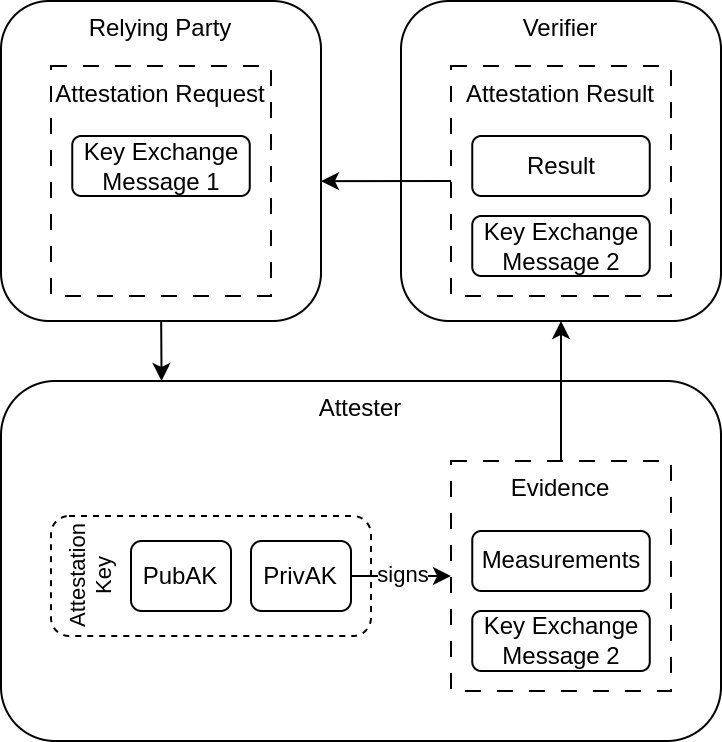 Relying Party
Attestation Request
Key Exchange
Message 1
Verifier
Attestation Result
Result
Key Exchange
Message 2
Attester
Attestation
Key
PubAK
PrivAK
signs
Evidence
Measurements
Key Exchange
Message 2